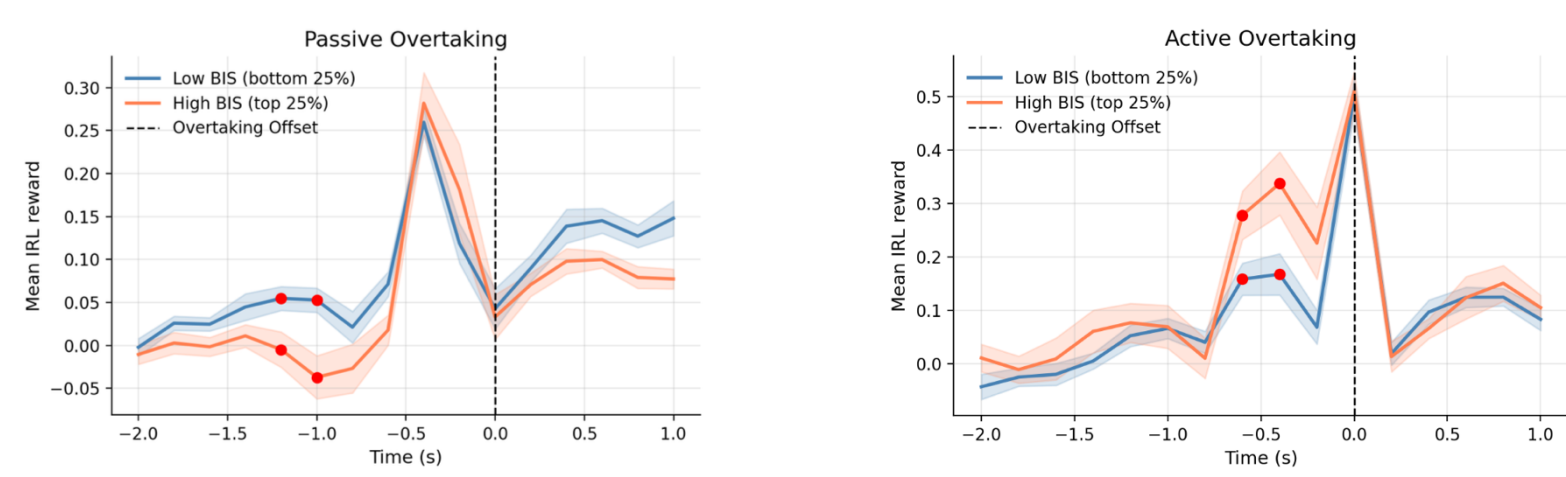 Passive Overtaking
Low BIS (bottom 25%)
High BIS (top 25%)
Overtaking Offset
Mean IRL reward
0.30
0.25
0.20
0.15
0.10
0.05
0.00
−0.05
−2.0 −1.5 −1.0 −0.5 0.0 0.5 1.0
Time (s)
Active Overtaking
Low BIS (bottom 25%)
High BIS (top 25%)
Overtaking Offset
Mean IRL reward
0.5
0.4
0.3
0.2
0.1
0.0
−2.0 −1.5 −1.0 −0.5 0.0 0.5 1.0
Time (s)